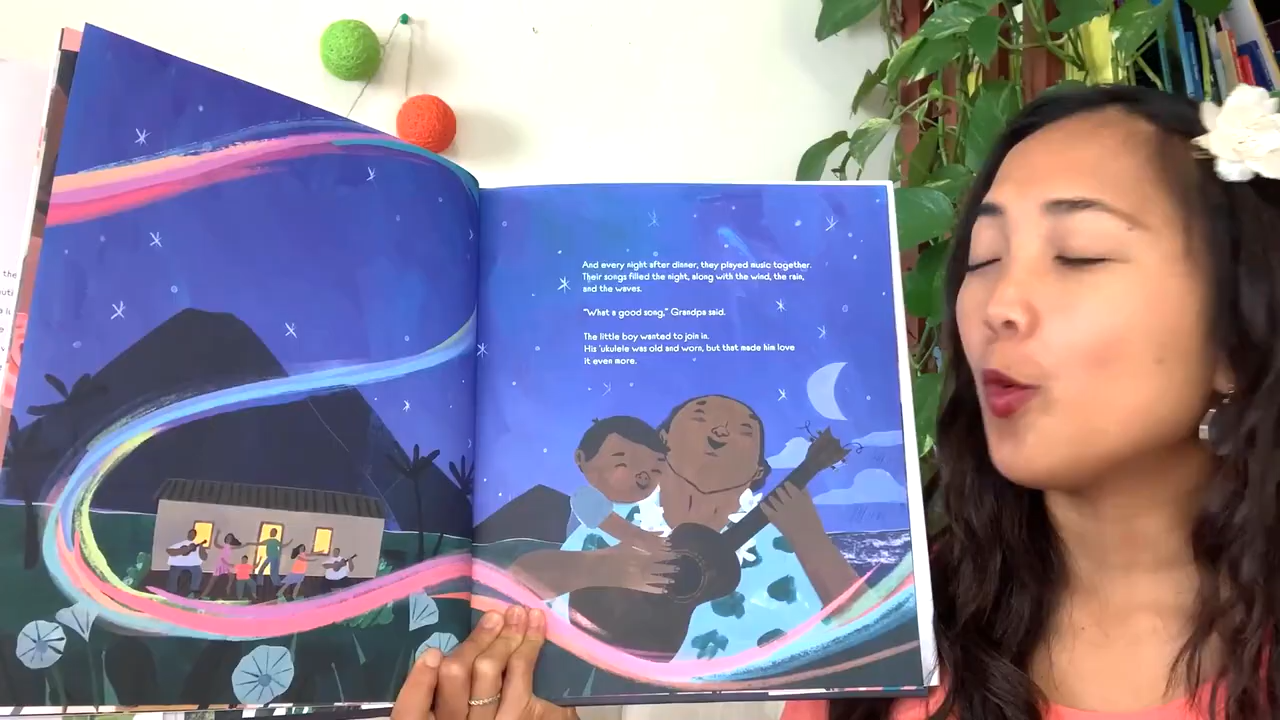 the
And every night after dinner, they played music together.
Their songs filled the night, along with the wind, the rain,
and the waves.
"What a good song," Grandpa said.
The little boy wanted to join in.
His 'ukulele was old and worn, but that made him love
it even more.